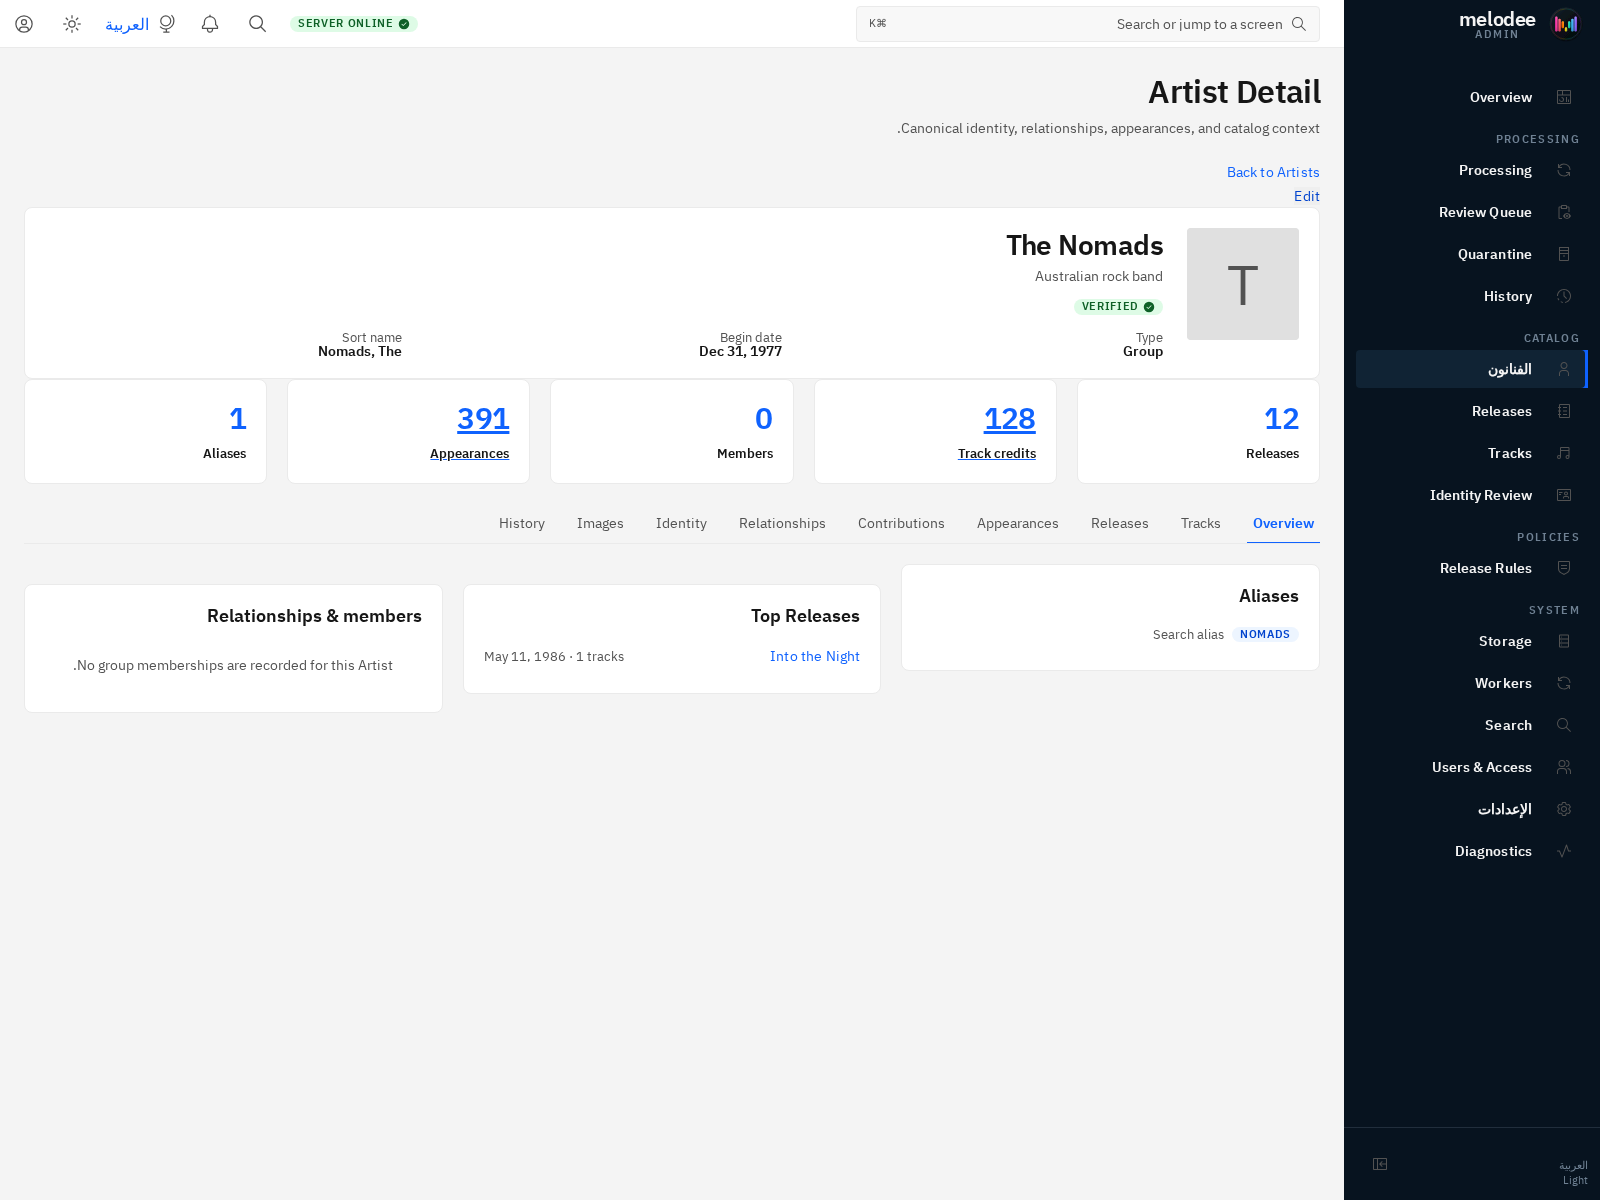 melodee
ADMIN
Overview
PROCESSING
Processing
Review Queue
Quarantine
History
CATALOG
الفنانون
Releases
Tracks
Identity Review
POLICIES
Release Rules
SYSTEM
Storage
Workers
Search
Users & Access
الإعدادات
Diagnostics
العربية
Light
Search or jump to a screen
K⌘
SERVER ONLINE
العربية
Artist Detail
.Canonical identity, relationships, appearances, and catalog context
Back to Artists
Edit
T
The Nomads
Australian rock band
VERIFIED
Type
Group
Begin date
Dec 31, 1977
Sort name
Nomads, The
12
Releases
128
Track credits
0
Members
391
Appearances
1
Aliases
Overview
Tracks
Releases
Appearances
Contributions
Relationships
Identity
Images
History
Aliases
NOMADS
Search alias
Top Releases
Into the Night
May 11, 1986 · 1 tracks
Relationships & members
.No group memberships are recorded for this Artist